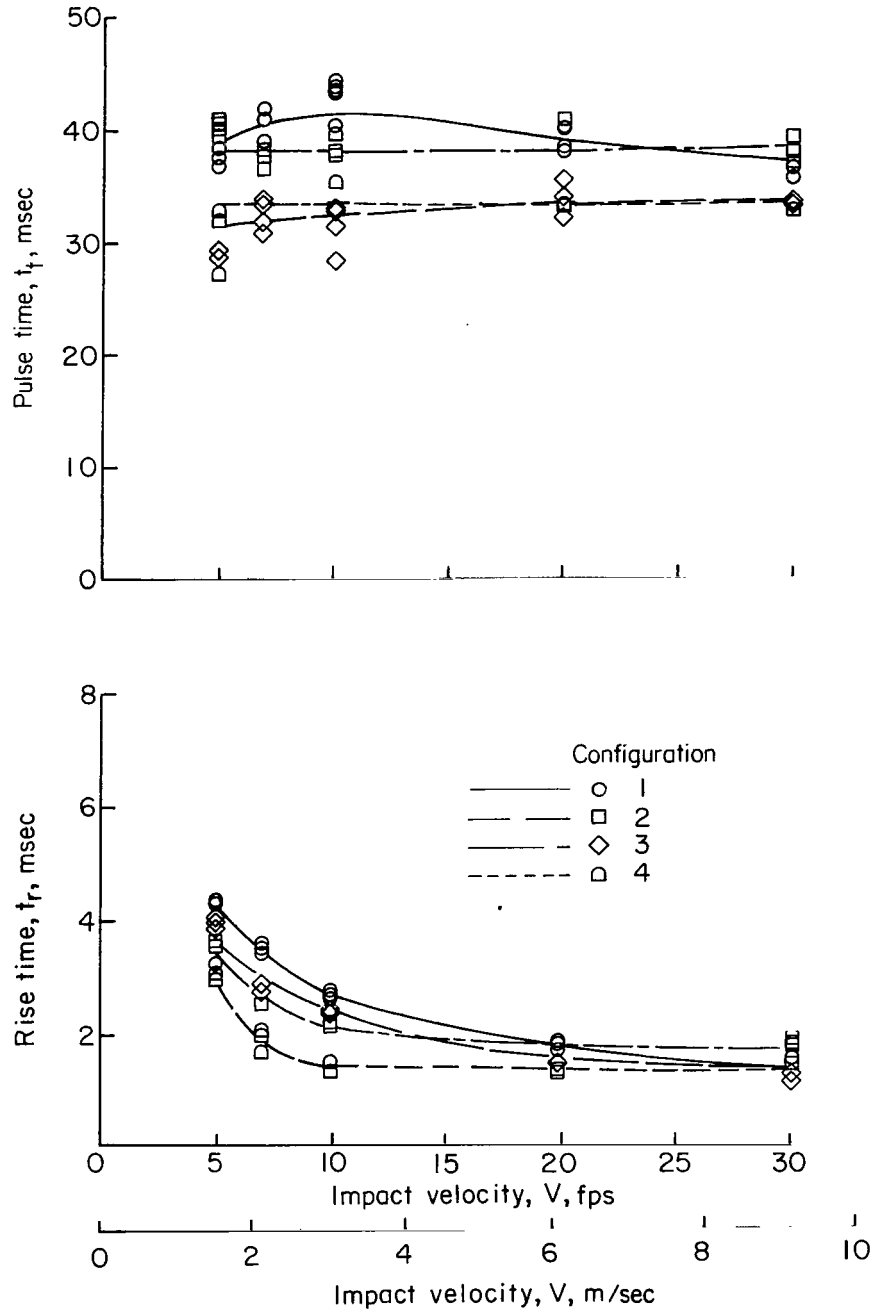 50
40
30
20
10
0
Pulse time, t_t, msec
8
6
4
2
Rise time, t_r, msec
Configuration
1
2
3
4
0 5 10 15 20 25 30
Impact velocity, V, fps
0 2 4 6 8 10
Impact velocity, V, m/sec